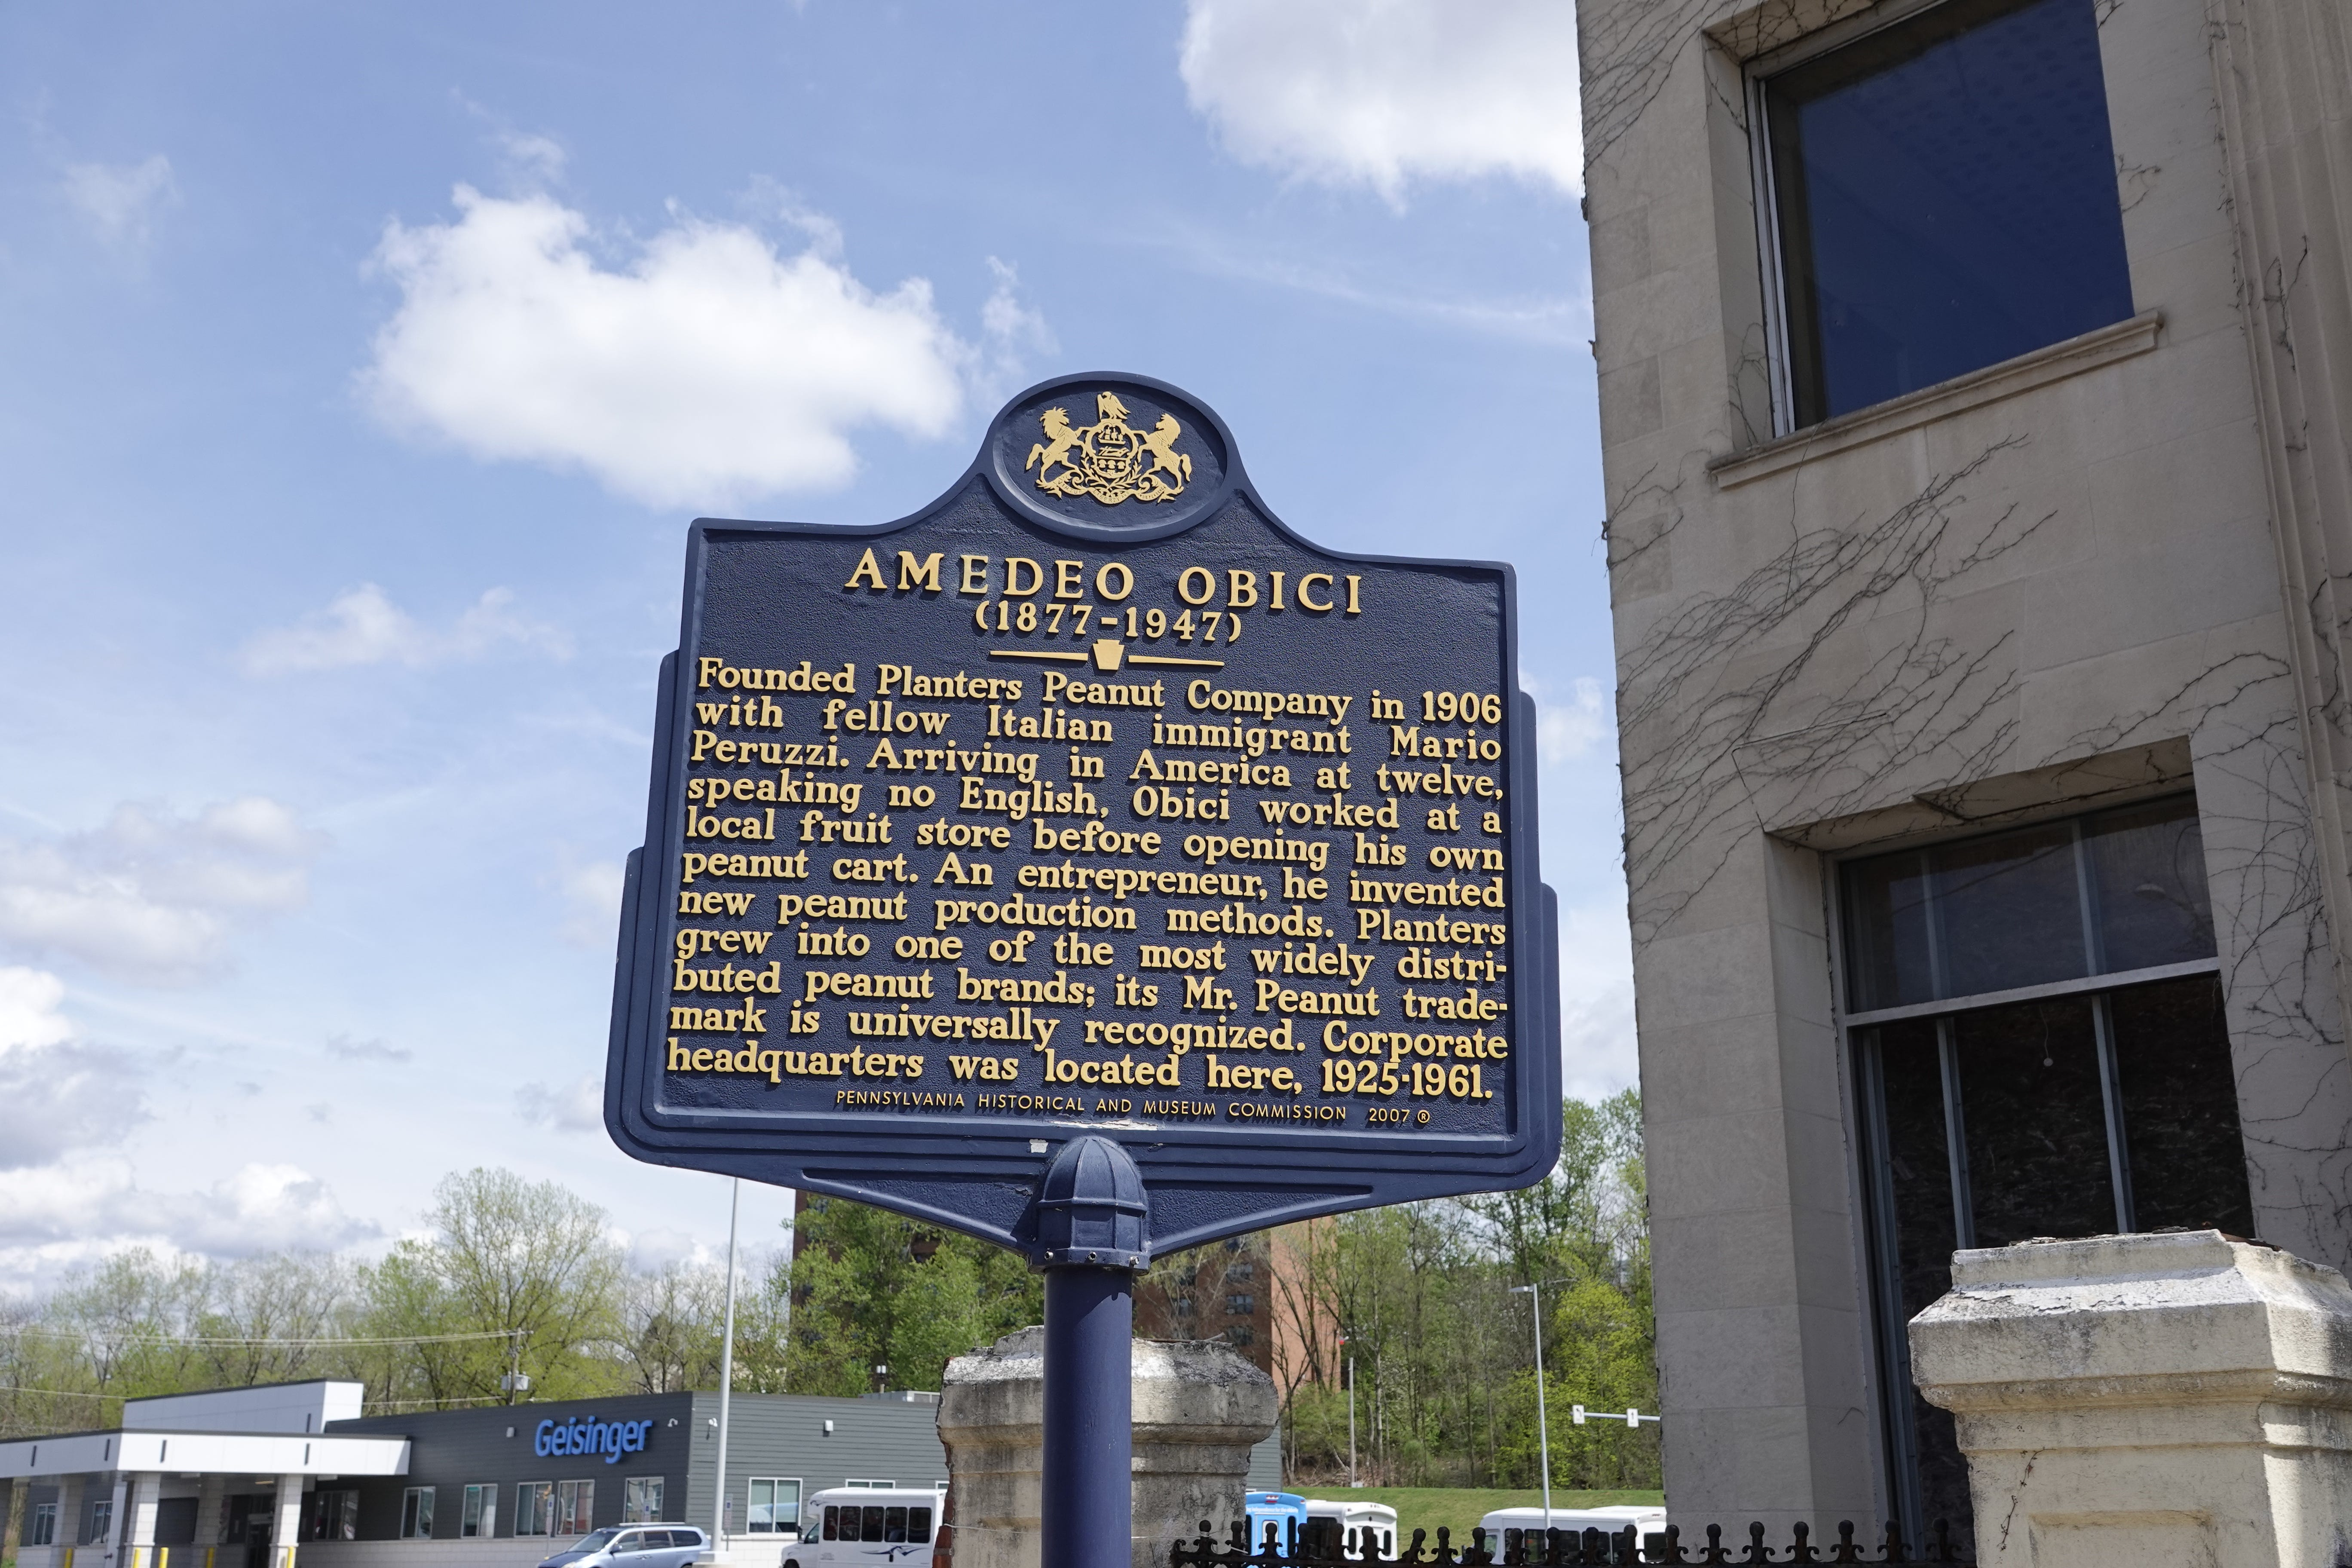 AMEDEO OBICI
(1877-1947)
Founded Planters Peanut Company in 1906
with fellow Italian immigrant Mario
Peruzzi. Arriving in America at twelve,
speaking no English, Obici worked at a
local fruit store before opening his own
peanut cart. An entrepreneur, he invented
new peanut production methods. Planters
grew into one of the most widely distri-
buted peanut brands; its Mr. Peanut trade-
mark is universally recognized. Corporate
headquarters was located here, 1925-1961.
PENNSYLVANIA HISTORICAL AND MUSEUM COMMISSION 2007 ®
Geisinger